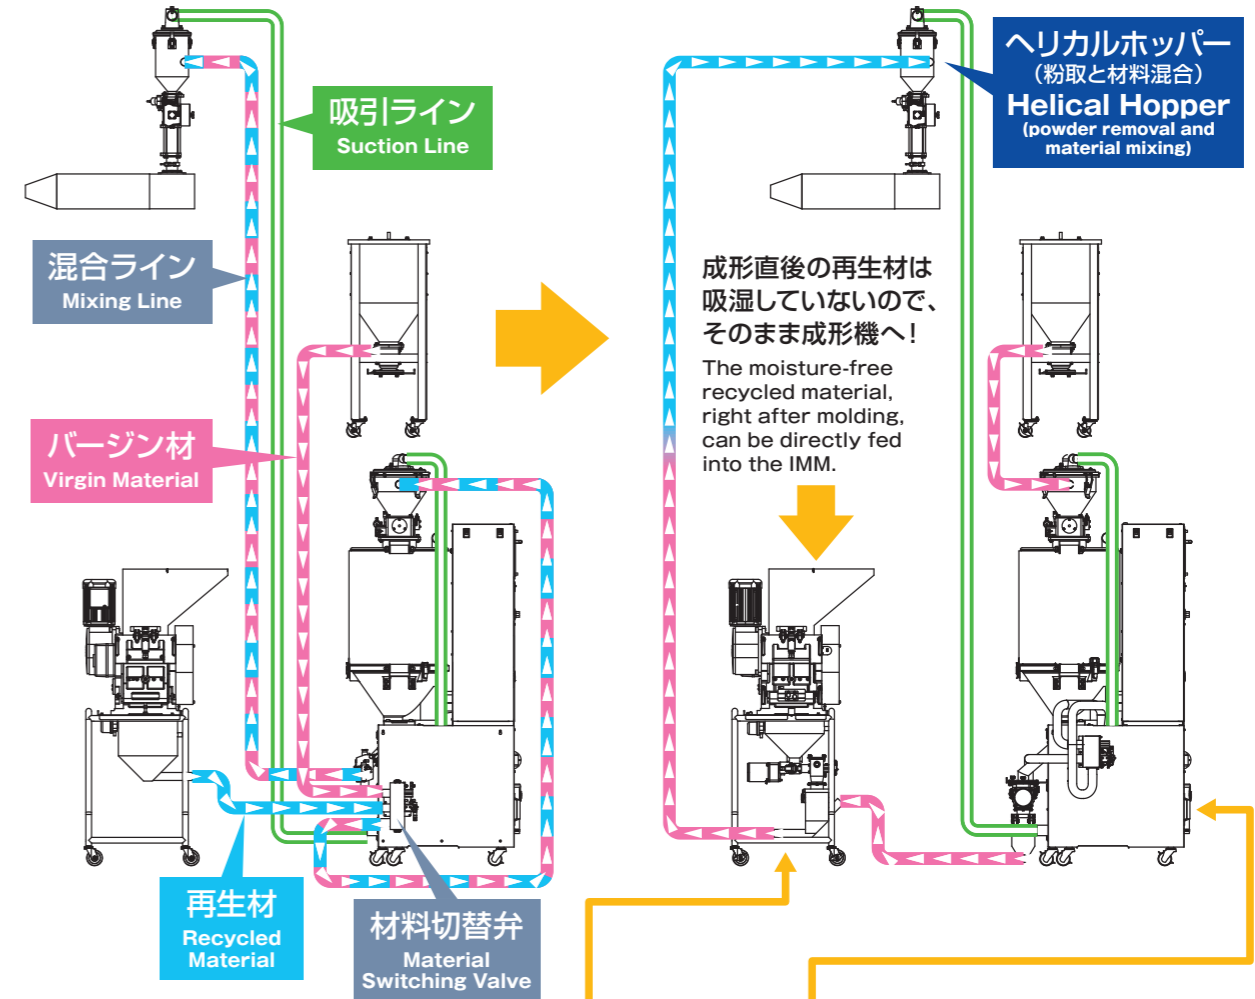 吸引ライン
Suction Line
混合ライン
Mixing Line
バージン材
Virgin Material
再生材
Recycled
Material
材料切替弁
Material
Switching Valve
ヘリカルホッパー
（粉取と材料混合）
Helical Hopper
(powder removal and
material mixing)
成形直後の再生材は
吸湿していないので、
そのまま成形機へ！
The moisture-free
recycled material,
right after molding,
can be directly fed
into the IMM.